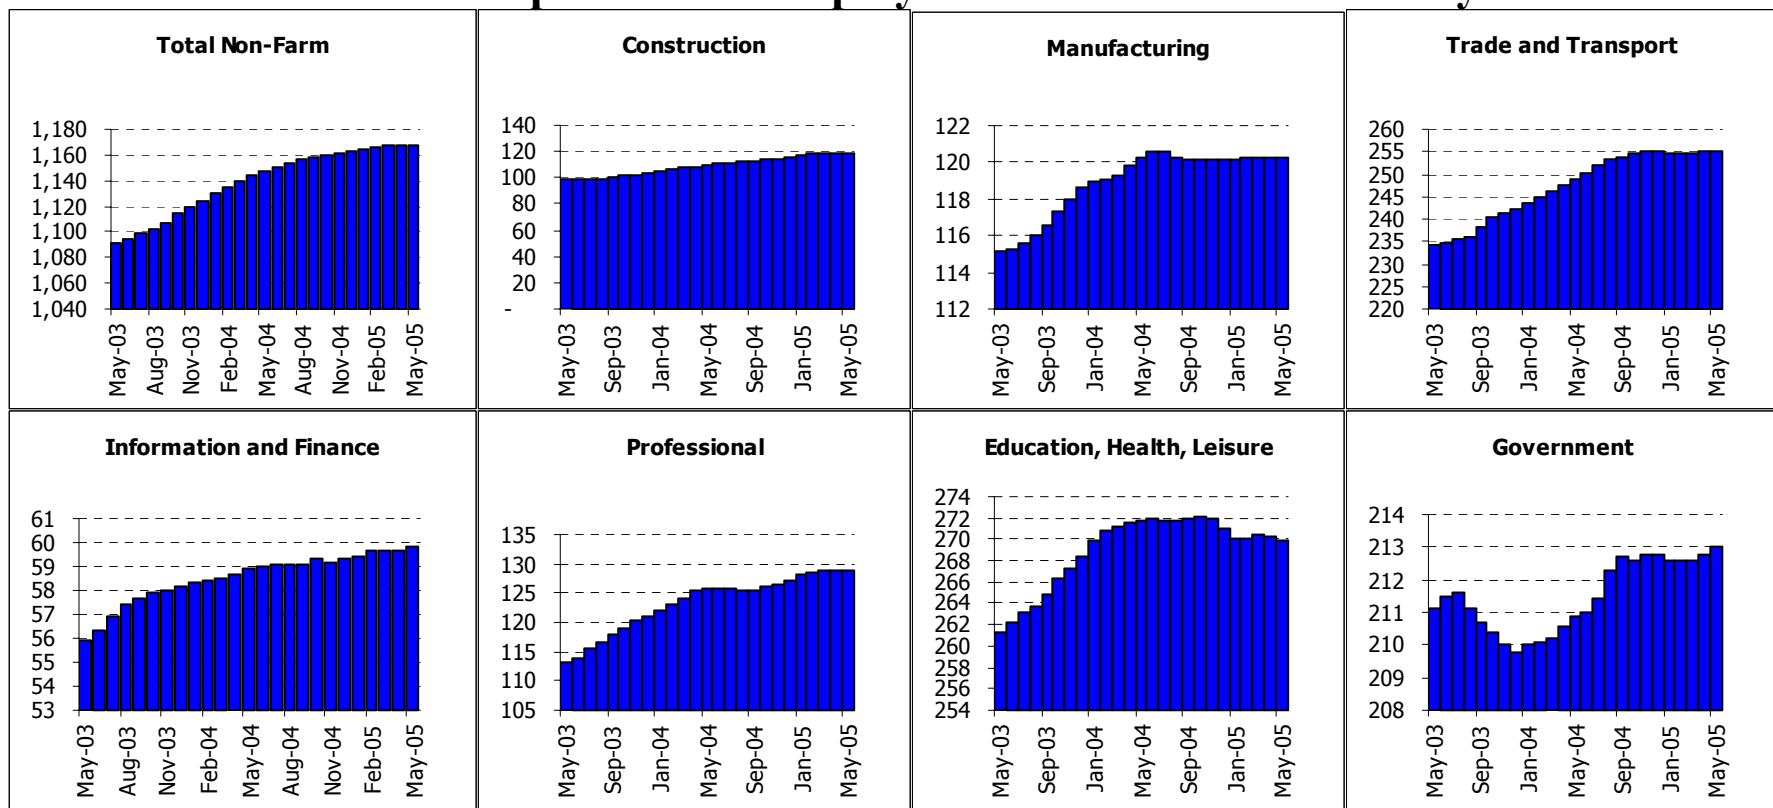 Total Non-Farm
1,180
1,160
1,140
1,120
1,100
1,080
1,060
1,040
May-03
Aug-03
Nov-03
Feb-04
May-04
Aug-04
Nov-04
Feb-05
May-05
Construction
140
120
100
80
60
40
20
-
May-03
Sep-03
Jan-04
May-04
Sep-04
Jan-05
May-05
Manufacturing
122
120
118
116
114
112
May-03
Sep-03
Jan-04
May-04
Sep-04
Jan-05
May-05
Trade and Transport
260
255
250
245
240
235
230
225
220
May-03
Sep-03
Jan-04
May-04
Sep-04
Jan-05
May-05
Information and Finance
61
60
59
58
57
56
55
54
53
May-03
Aug-03
Nov-03
Feb-04
May-04
Aug-04
Nov-04
Feb-05
May-05
Professional
135
130
125
120
115
110
105
May-03
Sep-03
Jan-04
May-04
Sep-04
Jan-05
May-05
Education, Health, Leisure
274
272
270
268
266
264
262
260
258
256
254
May-03
Sep-03
Jan-04
May-04
Sep-04
Jan-05
May-05
Government
214
213
212
211
210
209
208
May-03
Sep-03
Jan-04
May-04
Sep-04
Jan-05
May-05